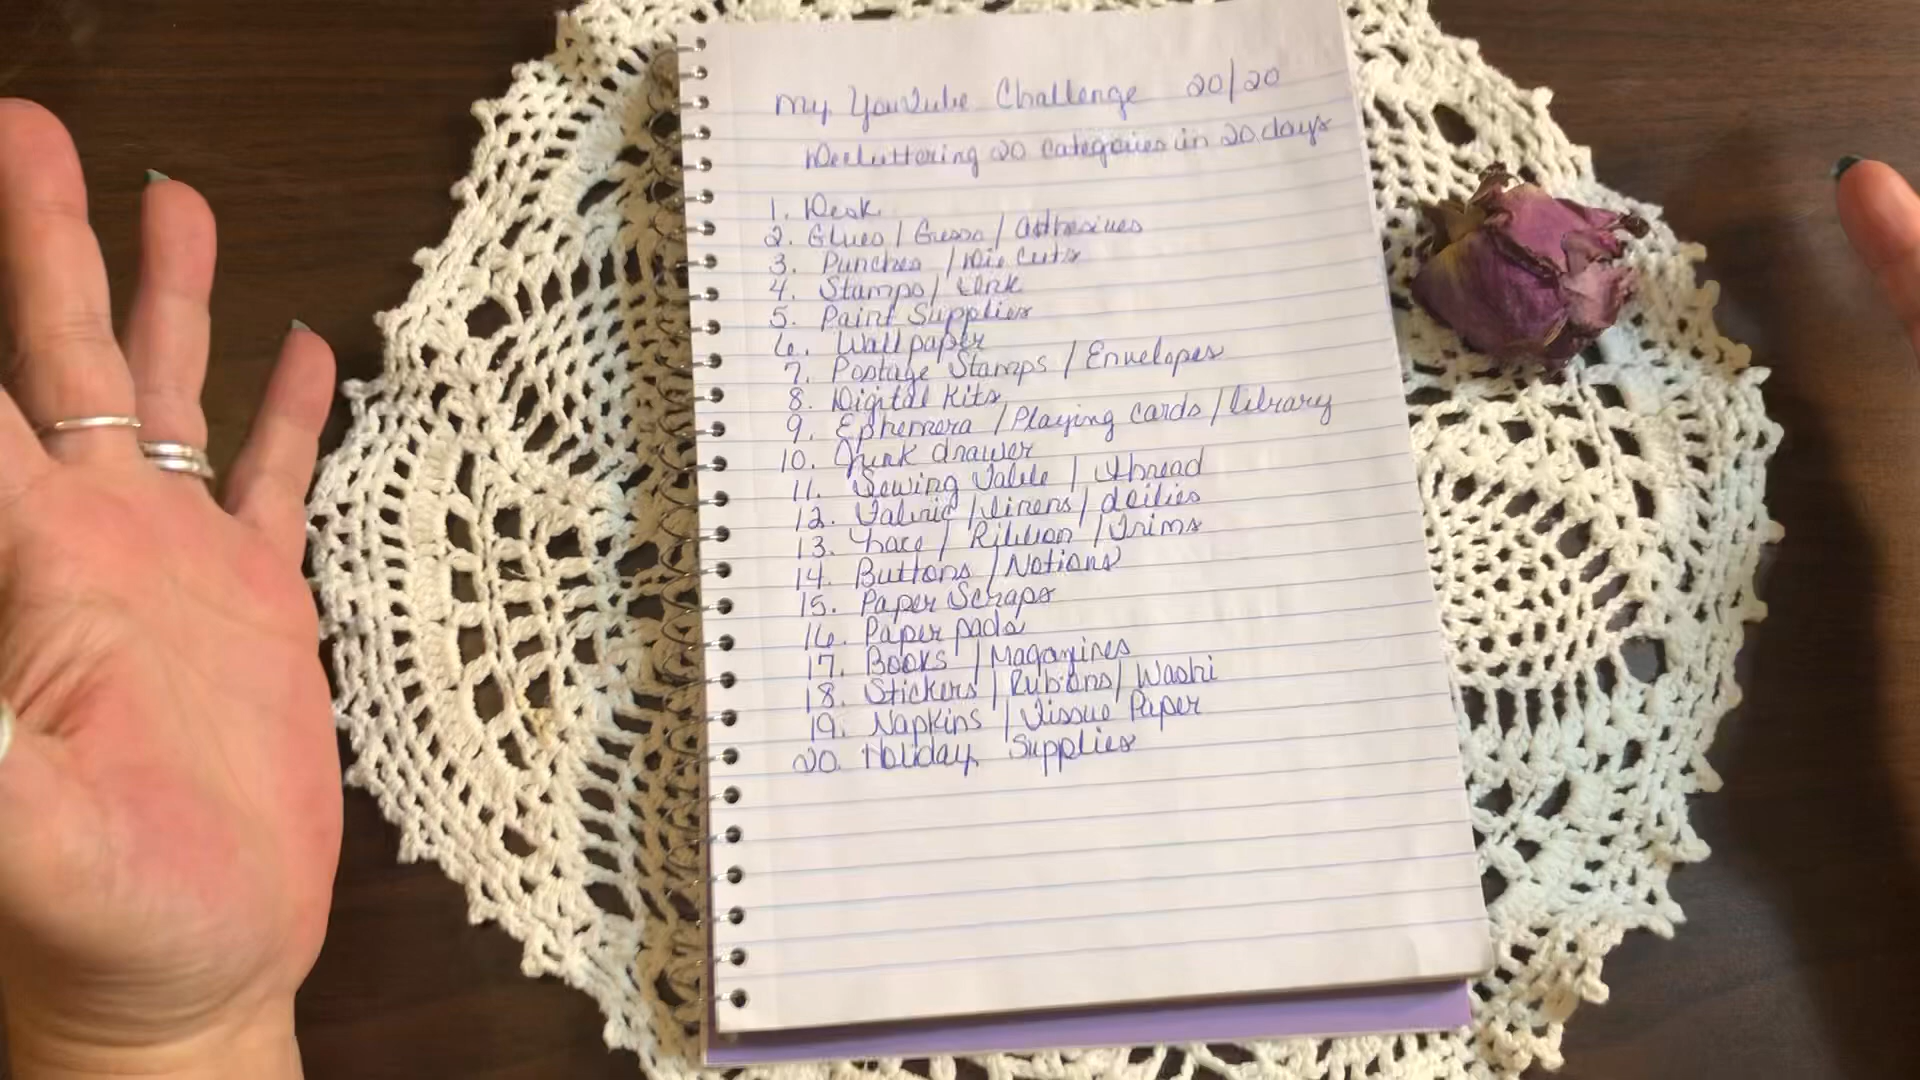 My YouTube Challenge 20/20
Decluttering 20 categories in 20 days
1. Desk
2. Glues / Gesso / Adhesives
3. Punches / Die Cuts
4. Stamps / Ink
5. Paint Supplies
6. Wallpaper
7. Postage Stamps / Envelopes
8. Digital Kits
9. Ephemera / Playing Cards / library
10. Junk drawer
11. Sewing Table / Thread
12. Fabric / Linens / doilies
13. Lace / Ribbon / Trims
14. Buttons / Notions
15. Paper Scraps
16. Paper pads
17. Books / Magazines
18. Stickers / Rubons / Washi
19. Napkins / Tissue Paper
20. Holiday Supplies